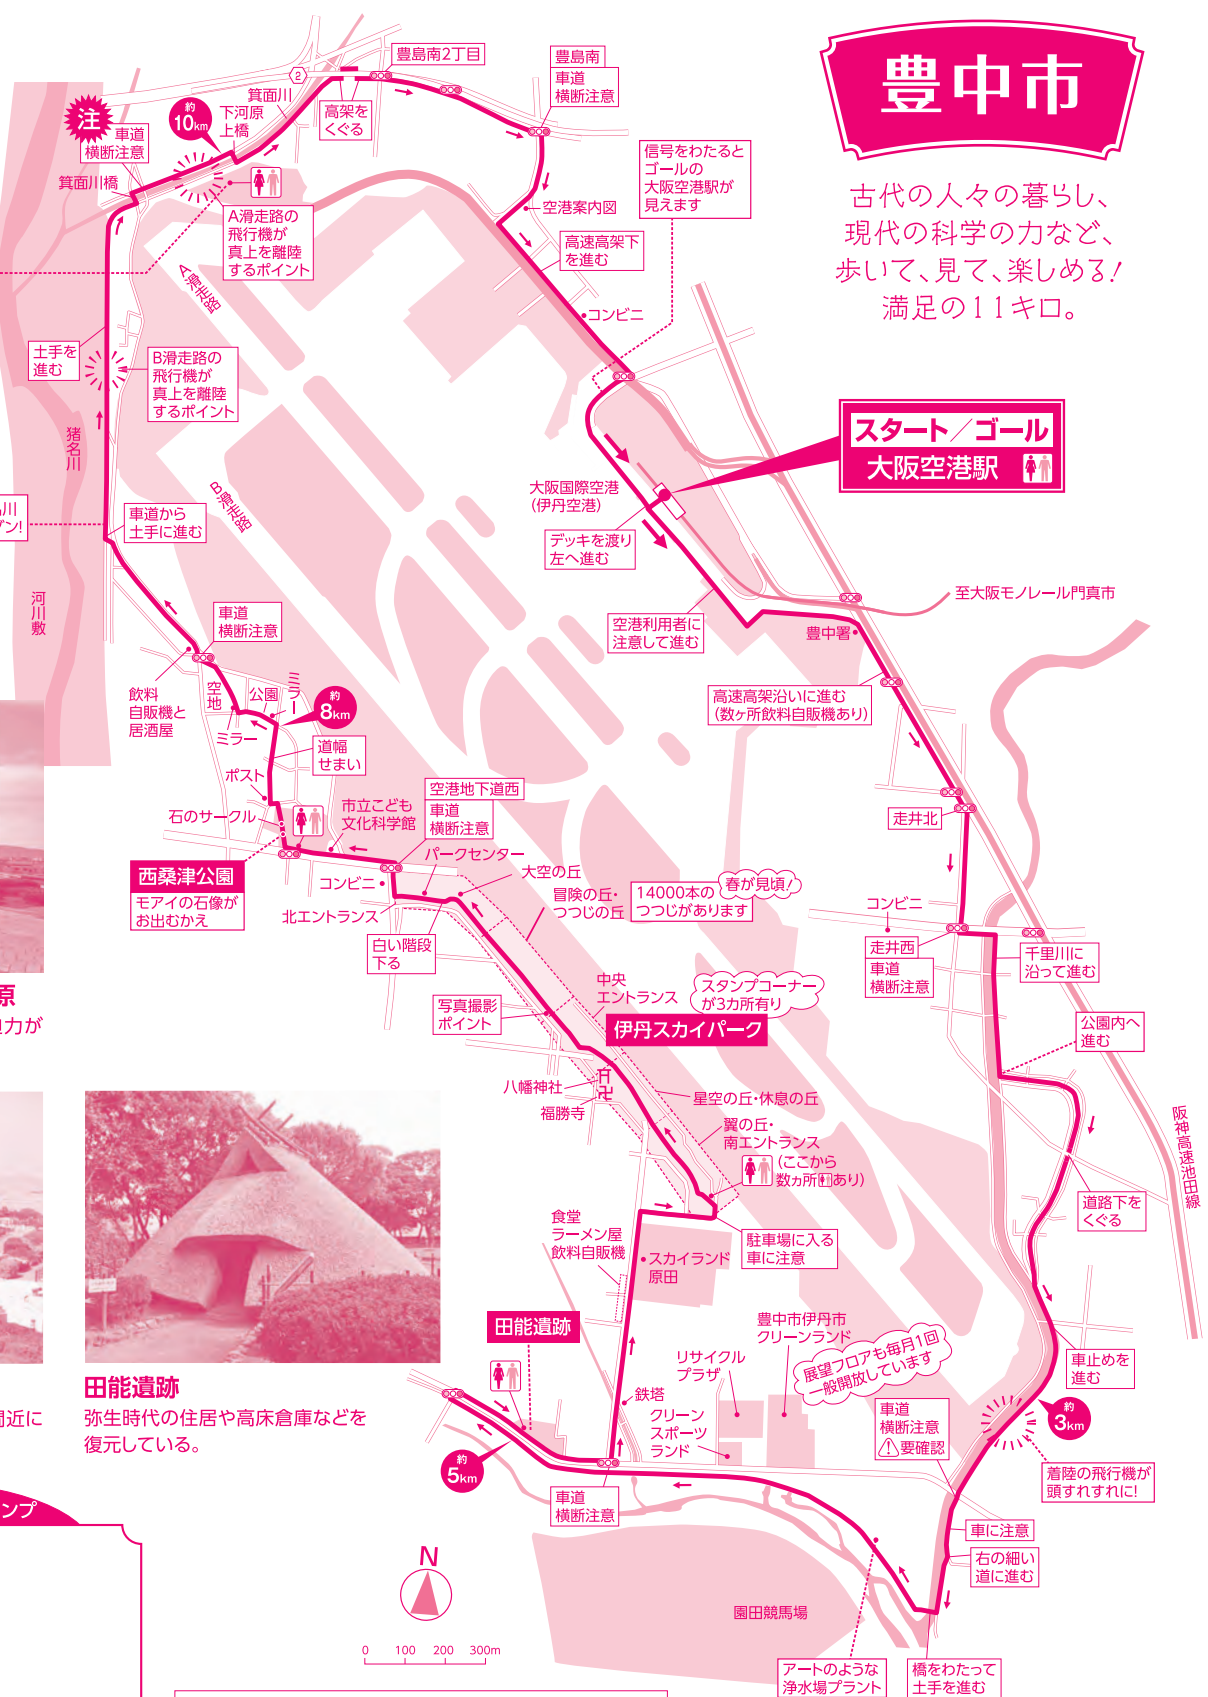 豊中市
古代の人々の暮らし、
現代の科学の力など、
歩いて、見て、楽しめる!
満足の11キロ。
スタート/ゴール
大阪空港駅
豊島南2丁目
豊島南
車道
横断注意
2
箕面川
下河原
上橋
高架を
くぐる
注
車道
横断注意
約
10km
箕面川橋
A滑走路の
飛行機が
真上を離陸
するポイント
A滑走路
信号をわたると
ゴールの
大阪空港駅が
見えます
空港案内図
高速高架下
を進む
コンビニ
土手を
進む
B滑走路の
飛行機が
真上を離陸
するポイント
猪名川
B滑走路
大阪国際空港
(伊丹空港)
デッキを渡り
左へ進む
川
ン!
車道から
土手に進む
河川敷
車道
横断注意
空港利用者に
注意して進む
豊中署
至大阪モノレール門真市
高速高架沿いに進む
(数ヶ所飲料自販機あり)
飲料
自販機と
居酒屋
空地
公園
ミラー
ミラー
約
8km
道幅
せまい
ポスト
石のサークル
市立こども
文化科学館
空港地下道西
車道
横断注意
走井北
西桑津公園
モアイの石像が
お出むかえ
コンビニ
パークセンター
北エントランス
大空の丘
冒険の丘・
つつじの丘
14000本の
つつじがあります
春が見頃!
白い階段
下る
コンビニ
走井西
車道
横断注意
千里川に
沿って進む
写真撮影
ポイント
中央
エントランス
スタンプコーナー
が3カ所有り
伊丹スカイパーク
公園内へ
進む
原
力が
八幡神社
福勝寺
星空の丘・休息の丘
翼の丘・
南エントランス
(ここから
数ヵ所あり)
阪神高速池田線
道路下を
くぐる
食堂
ラーメン屋
飲料自販機
スカイランド
原田
駐車場に入る
車に注意
田能遺跡
豊中市伊丹市
クリーンランド
展望フロアも毎月1回
一般開放しています
リサイクル
プラザ
車止めを
進む
田能遺跡
弥生時代の住居や高床倉庫などを
復元している。
間近に
鉄塔
クリーン
スポーツ
ランド
車道
横断注意
要確認
約
3km
約
5km
着陸の飛行機が
頭すれすれに!
車道
横断注意
ンプ
車に注意
右の細い
道に進む
N
0 100 200 300m
園田競馬場
アートのような
浄水場プラント
橋をわたって
土手を進む